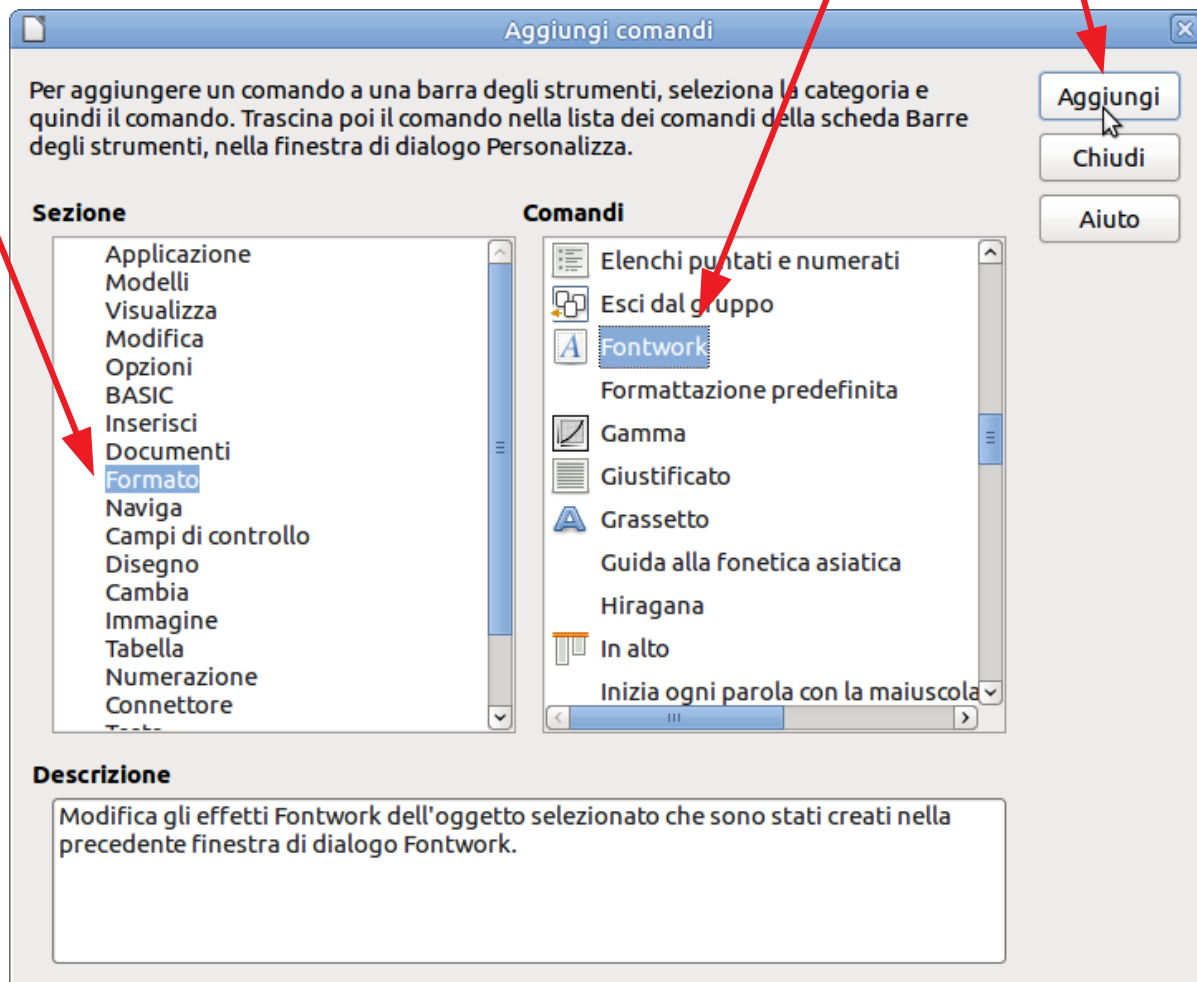 Aggiungi comandi
Per aggiungere un comando a una barra degli strumenti, seleziona la categoria e
quindi il comando. Trascina poi il comando nella lista dei comandi della scheda Barre
degli strumenti, nella finestra di dialogo Personalizza.
Aggiungi
Chiudi
Aiuto
Sezione
Applicazione
Modelli
Visualizza
Modifica
Opzioni
BASIC
Inserisci
Documenti
Formato
Naviga
Campi di controllo
Disegno
Cambia
Immagine
Tabella
Numerazione
Connettore
Comandi
Elenchi puntati e numerati
Esci dal gruppo
Fontwork
Formattazione predefinita
Gamma
Giustificato
Grassetto
Guida alla fonetica asiatica
Hiragana
In alto
Inizia ogni parola con la maiuscola
Descrizione
Modifica gli effetti Fontwork dell'oggetto selezionato che sono stati creati nella
precedente finestra di dialogo Fontwork.